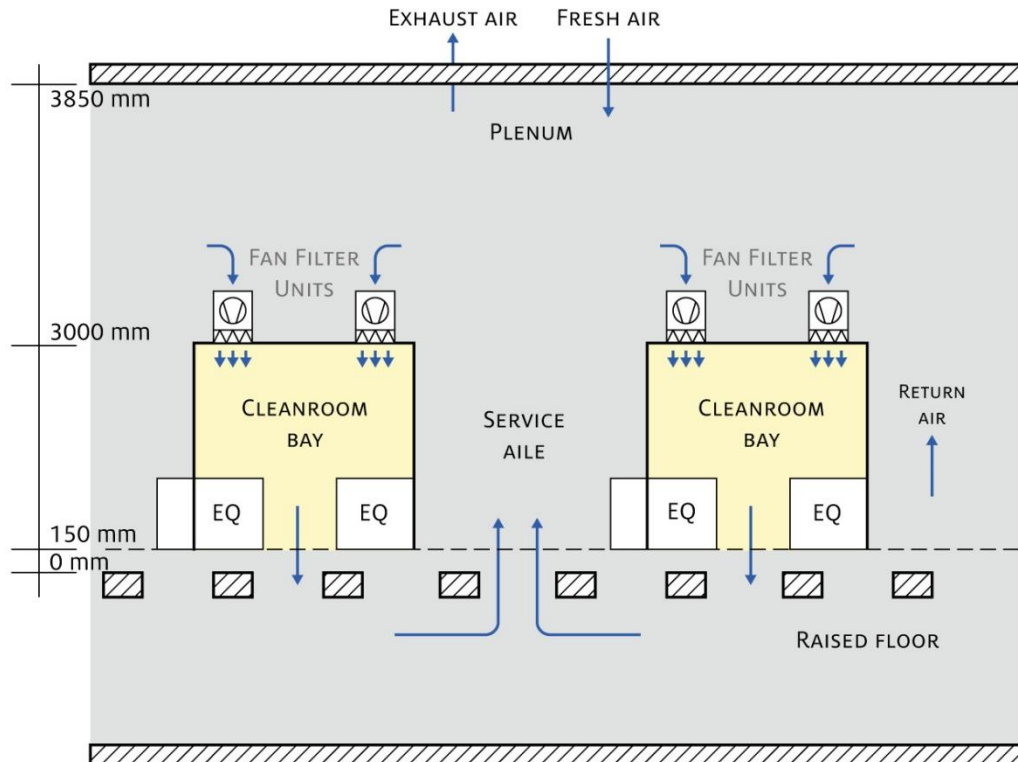 Exhaust air
Fresh air
3850 mm
Plenum
Fan Filter
Units
Fan Filter
Units
3000 mm
Cleanroom
bay
Service
aile
Cleanroom
bay
Return
air
EQ
EQ
EQ
EQ
150 mm
0 mm
Raised floor